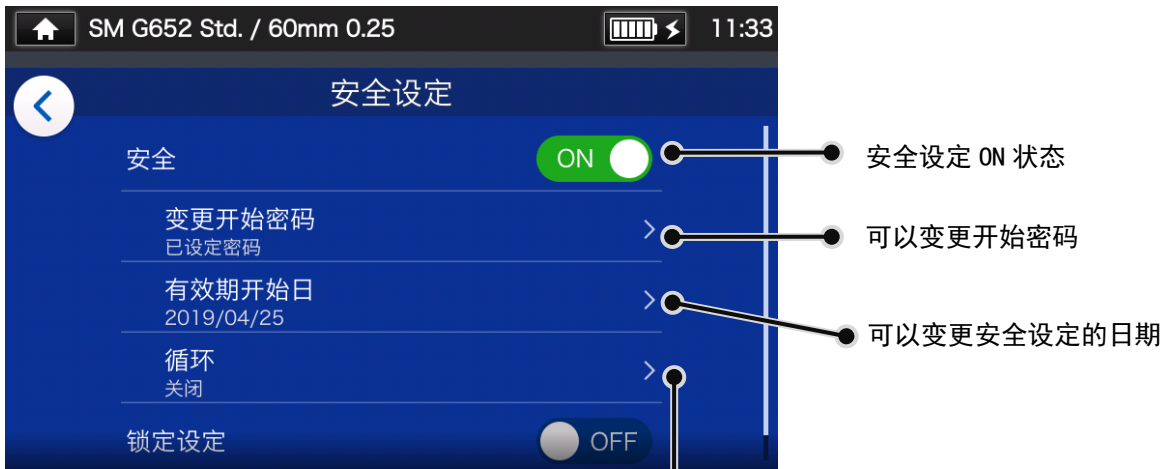 SM G652 Std. / 60mm 0.25 11:33
安全设定
安全 ON 安全设定 ON 状态
变更开始密码 可以变更开始密码
已设定密码
有效期开始日
2019/04/25 可以变更安全设定的日期
循环
关闭
锁定设定 OFF